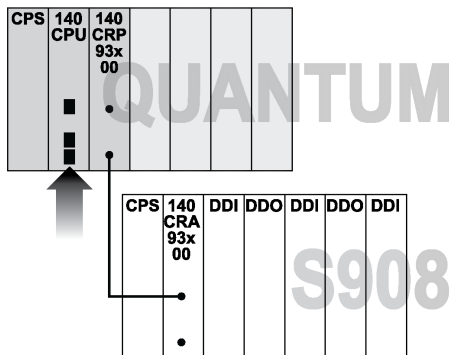 CPS 140 140
CPU CRP
93x
00
QUANTUM
CPS 140 DDI DDO DDI DDO DDI
CRA
93x
00
S908